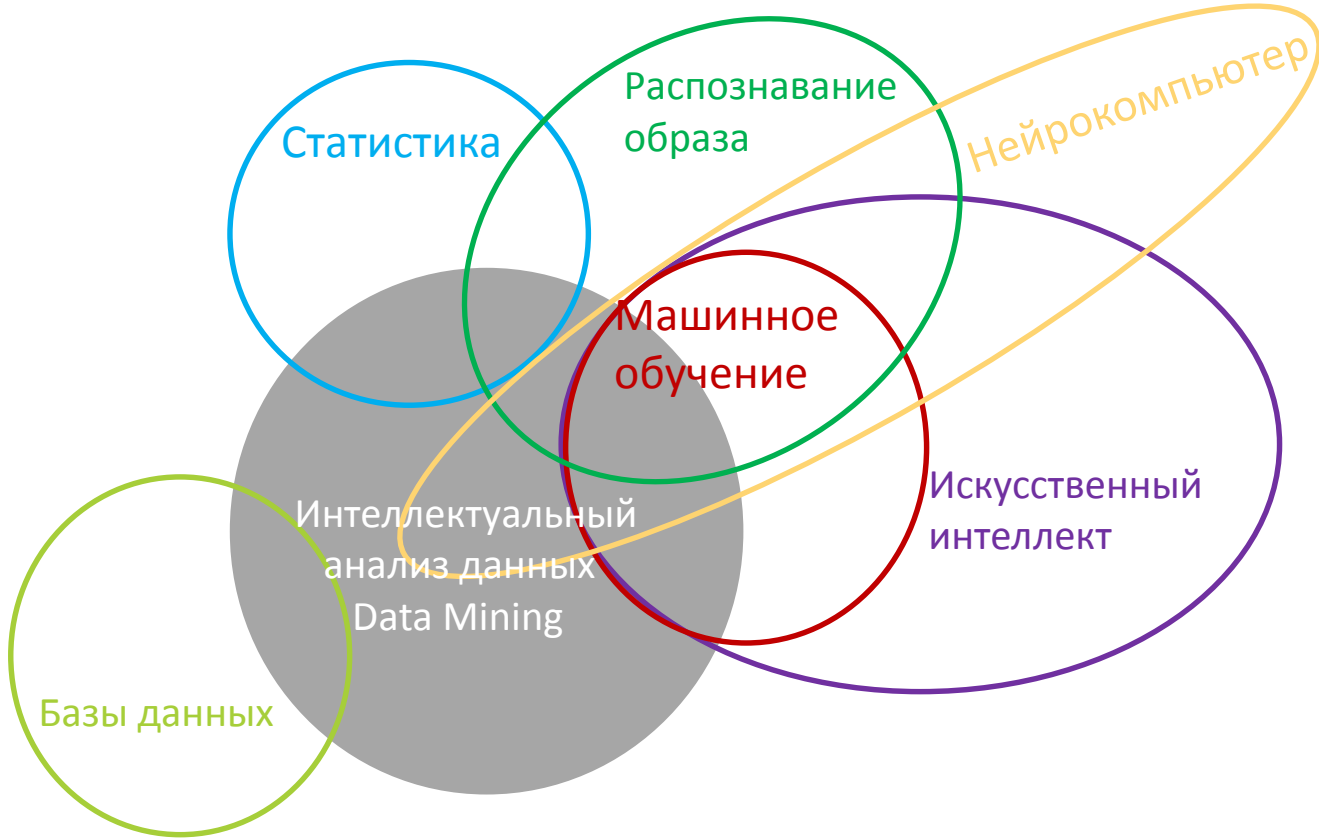 Распознавание
образа
Нейрокомпьютер
Статистика
Машинное
обучение
Искусственный
интеллект
Интеллектуальный
анализ данных
Data Mining
Базы данных